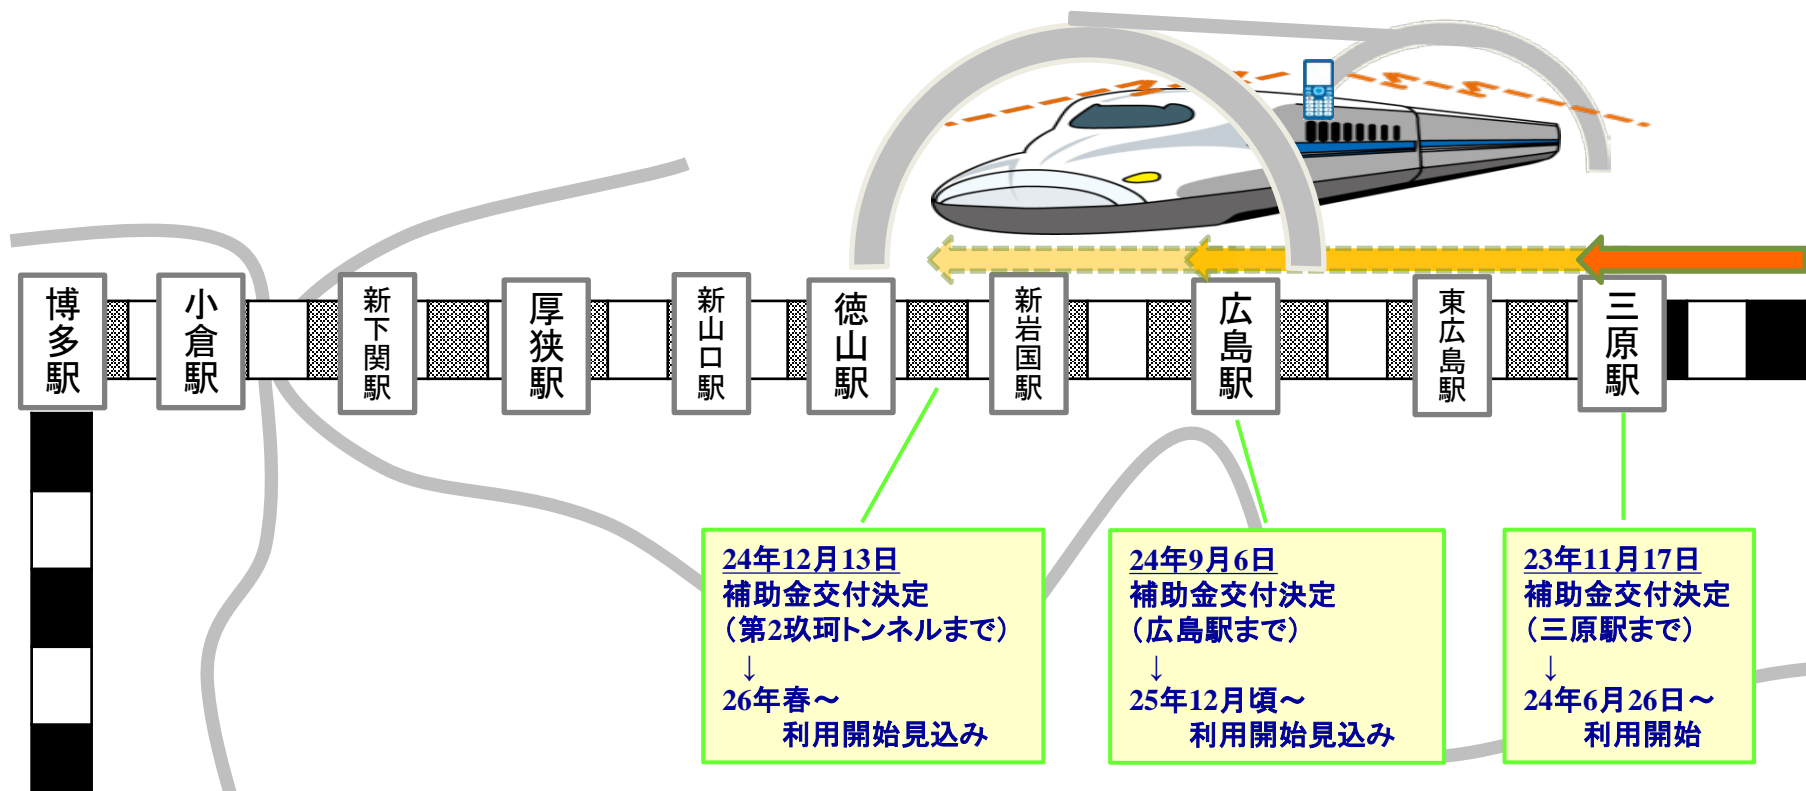 博多駅
小倉駅
新下関駅
厚狭駅
新山口駅
徳山駅
新岩国駅
広島駅
東広島駅
三原駅
24年12月13日
補助金交付決定
（第2玖珂トンネルまで）
↓
26年春～
利用開始見込み
24年9月6日
補助金交付決定
（広島駅まで）
↓
25年12月頃～
利用開始見込み
23年11月17日
補助金交付決定
（三原駅まで）
↓
24年6月26日～
利用開始